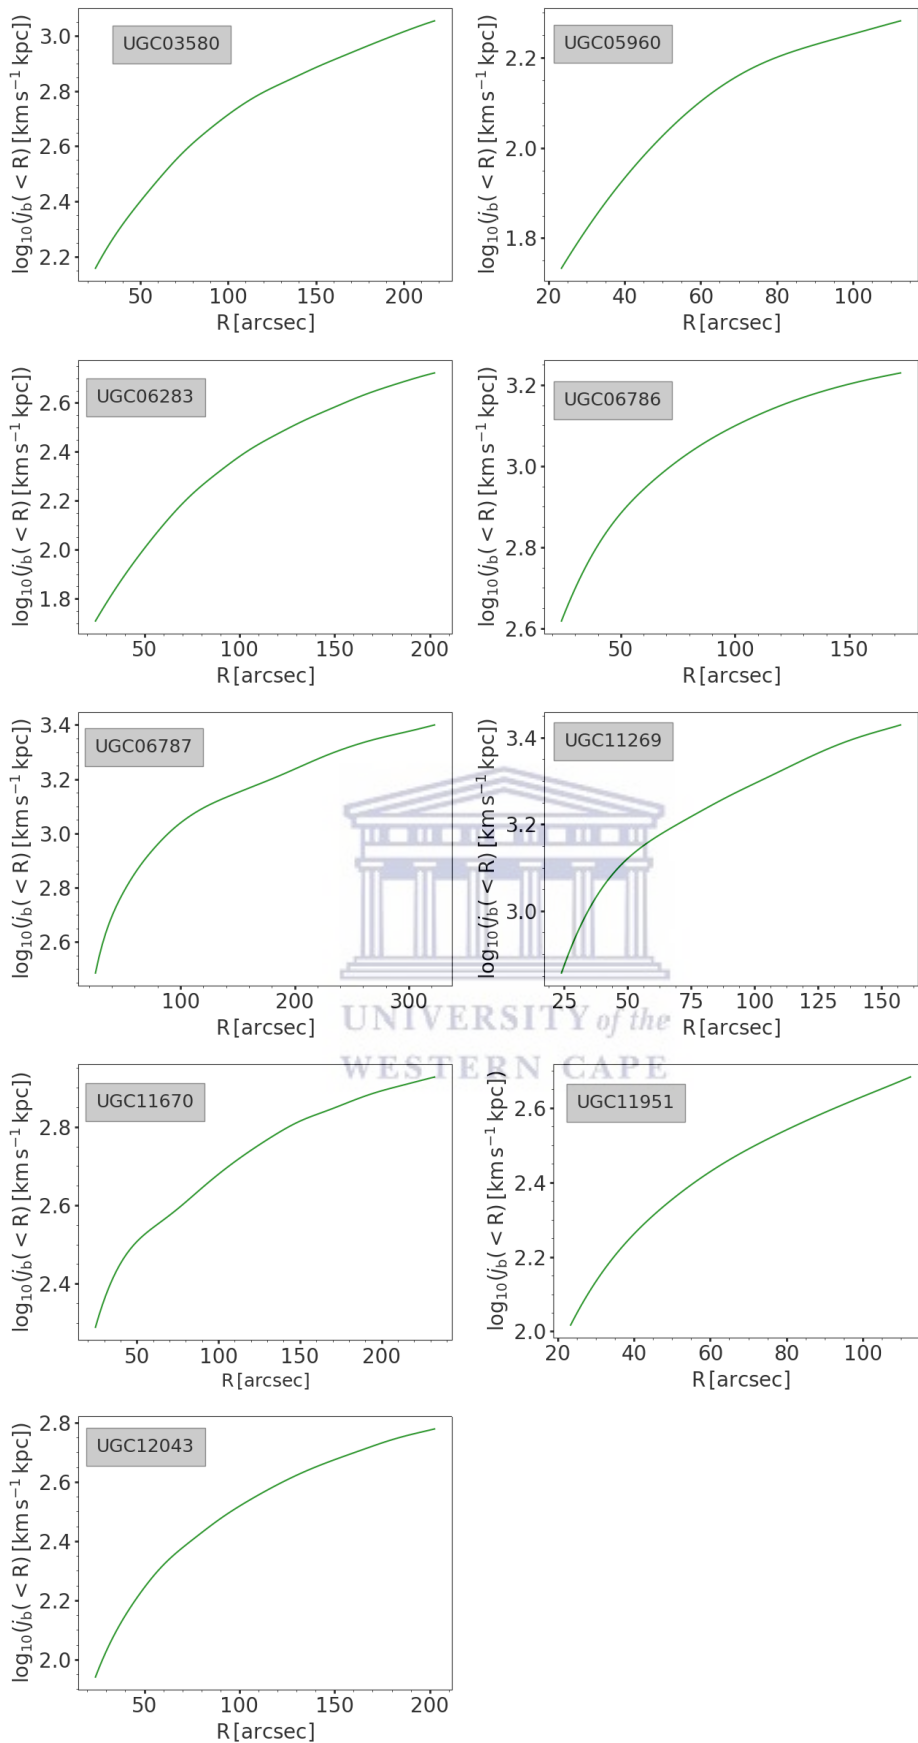 UGC03580
log₁₀(j_b(< R) [km s⁻¹ kpc])
3.0
2.8
2.6
2.4
2.2
50 100 150 200
R [arcsec]
UGC05960
log₁₀(j_b(< R) [km s⁻¹ kpc])
2.2
2.0
1.8
20 40 60 80 100
R [arcsec]
UGC06283
log₁₀(j_b(< R) [km s⁻¹ kpc])
2.6
2.4
2.2
2.0
1.8
50 100 150 200
R [arcsec]
UGC06786
log₁₀(j_b(< R) [km s⁻¹ kpc])
3.2
3.0
2.8
2.6
50 100 150
R [arcsec]
UGC06787
log₁₀(j_b(< R) [km s⁻¹ kpc])
3.4
3.2
3.0
2.8
2.6
100 200 300
R [arcsec]
UGC11269
log₁₀(j_b(< R) [km s⁻¹ kpc])
3.4
3.2
3.0
25 50 75 100 125 150
R [arcsec]
UNIVERSITY of the
WESTERN CAPE
UGC11670
log₁₀(j_b(< R) [km s⁻¹ kpc])
2.8
2.6
2.4
50 100 150 200
R [arcsec]
UGC11951
log₁₀(j_b(< R) [km s⁻¹ kpc])
2.6
2.4
2.2
2.0
20 40 60 80 100
R [arcsec]
UGC12043
log₁₀(j_b(< R) [km s⁻¹ kpc])
2.8
2.6
2.4
2.2
2.0
50 100 150 200
R [arcsec]